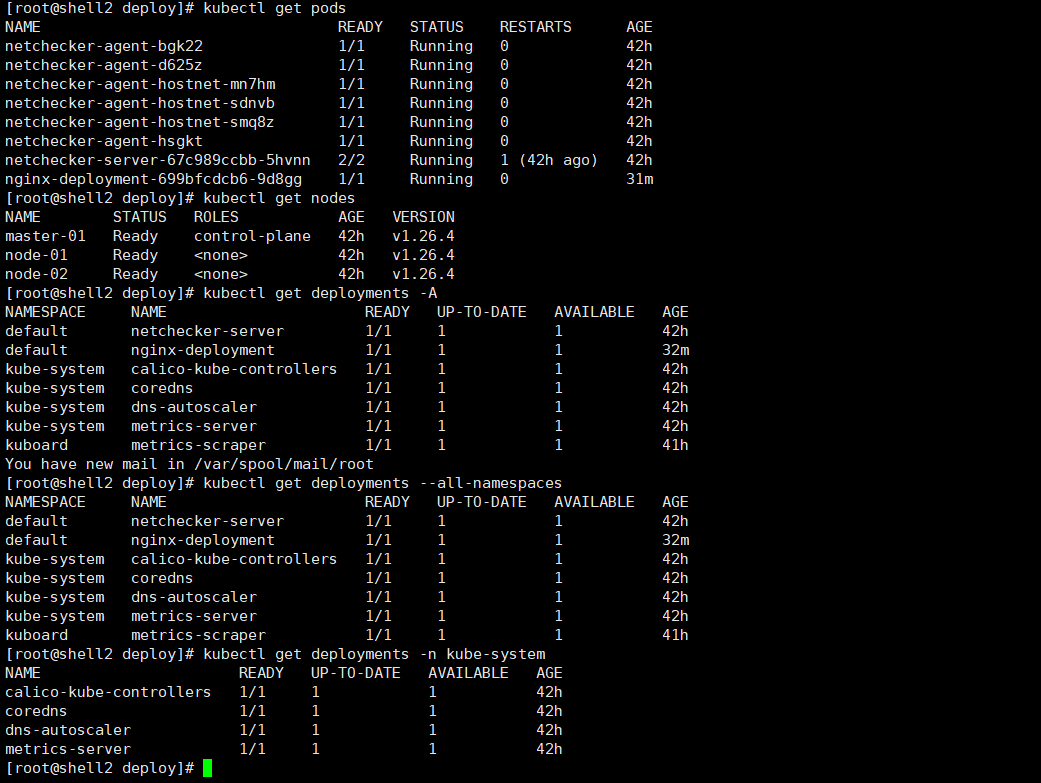 [root@shell2 deploy]# kubectl get pods
NAME                                 READY   STATUS    RESTARTS      AGE
netchecker-agent-bgk22               1/1     Running   0             42h
netchecker-agent-d625z               1/1     Running   0             42h
netchecker-agent-hostnet-mn7hm       1/1     Running   0             42h
netchecker-agent-hostnet-sdnvb       1/1     Running   0             42h
netchecker-agent-hostnet-smq8z       1/1     Running   0             42h
netchecker-agent-hsgkt               1/1     Running   0             42h
netchecker-server-67c989ccbb-5hvnn   2/2     Running   1 (42h ago)   42h
nginx-deployment-699bfcdcb6-9d8gg    1/1     Running   0             31m
[root@shell2 deploy]# kubectl get nodes
NAME        STATUS   ROLES           AGE   VERSION
master-01   Ready    control-plane   42h   v1.26.4
node-01     Ready    <none>          42h   v1.26.4
node-02     Ready    <none>          42h   v1.26.4
[root@shell2 deploy]# kubectl get deployments -A
NAMESPACE     NAME                      READY   UP-TO-DATE   AVAILABLE   AGE
default       netchecker-server         1/1     1            1           42h
default       nginx-deployment          1/1     1            1           32m
kube-system   calico-kube-controllers   1/1     1            1           42h
kube-system   coredns                   1/1     1            1           42h
kube-system   dns-autoscaler            1/1     1            1           42h
kube-system   metrics-server            1/1     1            1           42h
kuboard       metrics-scraper           1/1     1            1           41h
You have new mail in /var/spool/mail/root
[root@shell2 deploy]# kubectl get deployments --all-namespaces
NAMESPACE     NAME                      READY   UP-TO-DATE   AVAILABLE   AGE
default       netchecker-server         1/1     1            1           42h
default       nginx-deployment          1/1     1            1           32m
kube-system   calico-kube-controllers   1/1     1            1           42h
kube-system   coredns                   1/1     1            1           42h
kube-system   dns-autoscaler            1/1     1            1           42h
kube-system   metrics-server            1/1     1            1           42h
kuboard       metrics-scraper           1/1     1            1           41h
[root@shell2 deploy]# kubectl get deployments -n kube-system
NAME                      READY   UP-TO-DATE   AVAILABLE   AGE
calico-kube-controllers   1/1     1            1           42h
coredns                   1/1     1            1           42h
dns-autoscaler            1/1     1            1           42h
metrics-server            1/1     1            1           42h
[root@shell2 deploy]#